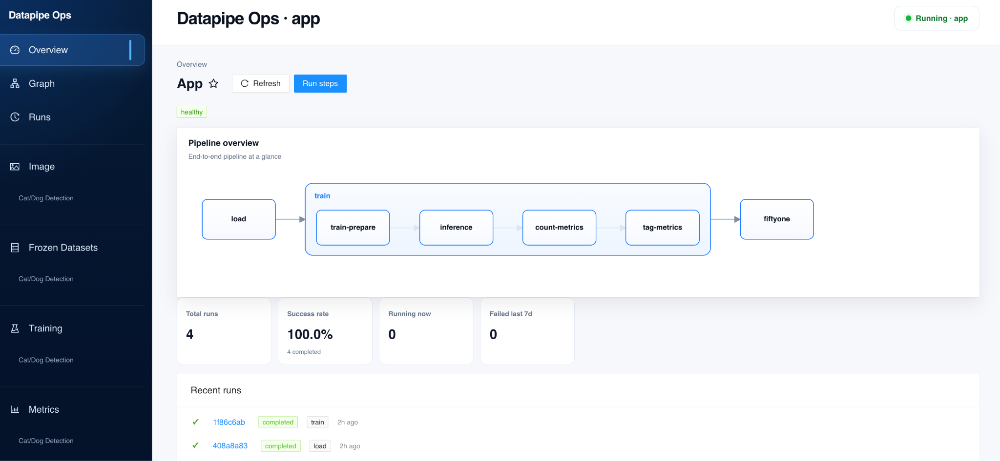 Datapipe Ops
Overview
Graph
Runs
Image
Cat/Dog Detection
Frozen Datasets
Cat/Dog Detection
Training
Cat/Dog Detection
Metrics
Cat/Dog Detection
Datapipe Ops · app
Running · app
Overview
App
Refresh
Run steps
healthy
Pipeline overview
End-to-end pipeline at a glance
load
train
train-prepare
inference
count-metrics
tag-metrics
fiftyone
Total runs
4
Success rate
100.0%
4 completed
Running now
0
Failed last 7d
0
Recent runs
1f86c6ab completed train 2h ago
408a8a83 completed load 2h ago